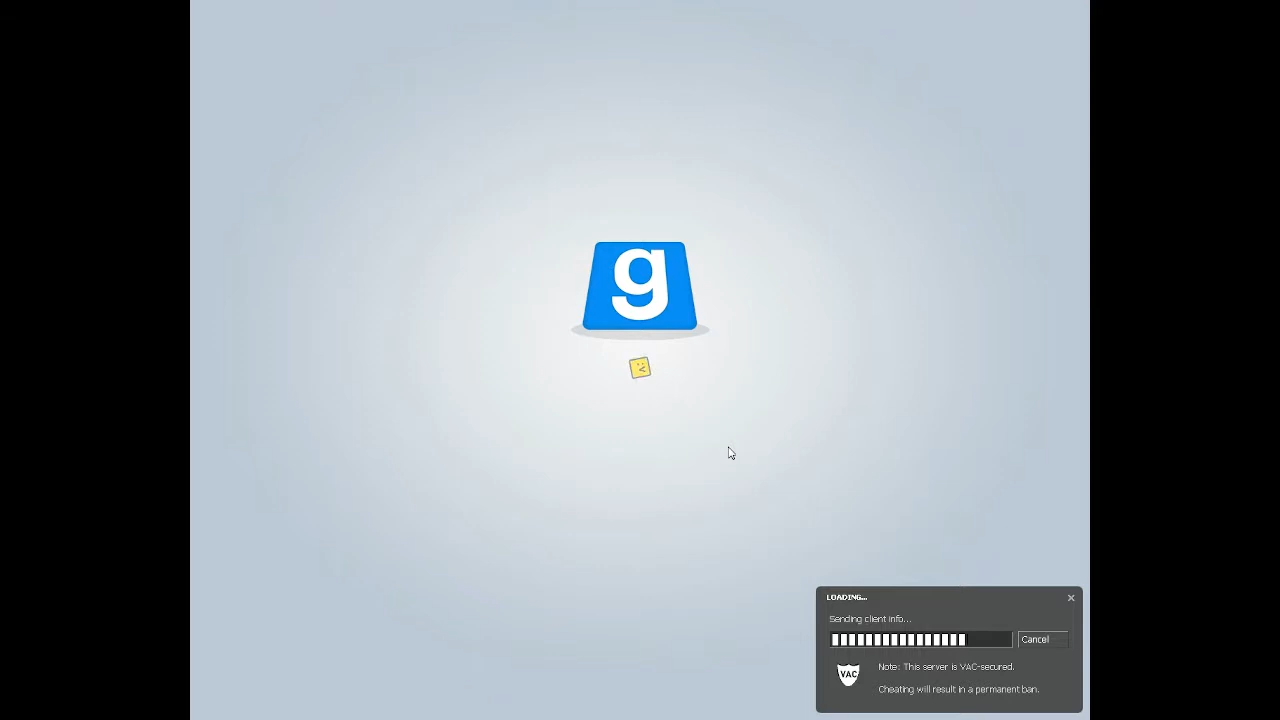 g
LOADING...
Sending client info...
Cancel
VAC
Note: This server is VAC-secured.
Cheating will result in a permanent ban.